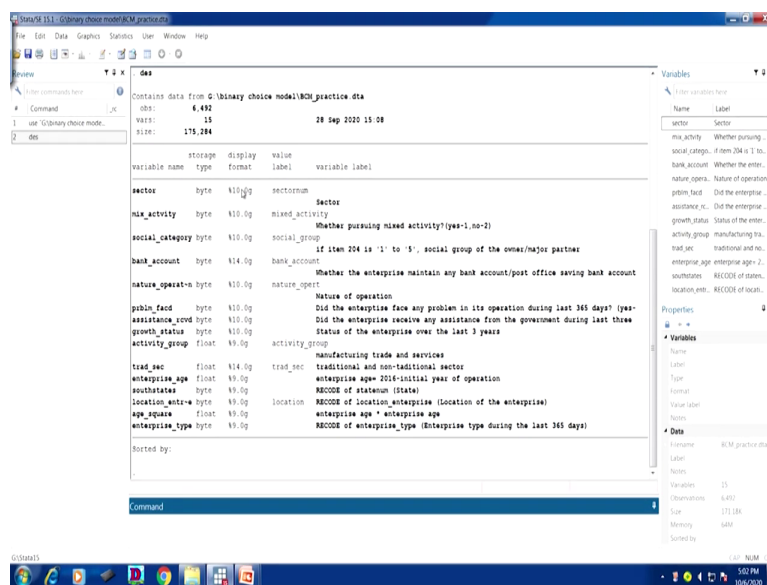 Stata/SE 15.1 - G:\binary choice model\BCM_practice.dta
File Edit Data Graphics Statistics User Window Help
Review
Filter commands here
# Command _rc
1 use "G:\binary choice mode...
2 des
. des
Contains data from G:\binary choice model\BCM_practice.dta
obs: 6,492
vars: 15 28 Sep 2020 15:08
size: 175,284
storage display value
variable name type format label variable label
sector byte %10.0g sectornum
Sector
mix_actvity byte %10.0g mixed_activity
Whether pursuing mixed activity?(yes-1,no-2)
social_category byte %10.0g social_group
if item 204 is '1' to '5', social group of the owner/major partner
bank_account byte %14.0g bank_account
Whether the enterprise maintain any bank account/post office saving bank account
nature_operat~n byte %10.0g nature_opert
Nature of operation
prblm_facd byte %10.0g Did the enterptise face any problem in its operation during last 365 days? (yes-
assistance_rcvd byte %10.0g Did the enterprise receive any assistance from the government during last three
growth_status byte %10.0g Status of the enterprise over the last 3 years
activity_group float %9.0g activity_group
manufacturing trade and services
trad_sec float %14.0g trad_sec traditional and non-taditional sector
enterprise_age float %9.0g enterprise age= 2016-initial year of operation
southstates byte %9.0g RECODE of statenum (State)
location_entr~e byte %9.0g location RECODE of location_enterprise (Location of the enterprise)
age_square float %9.0g enterprise age * enterprise age
enterprise_type byte %9.0g RECODE of enterprise_type (Enterprise type during the last 365 days)
Sorted by:
.
Command
Variables
Filter variables here
Name Label
sector Sector
mix_actvity Whether pursuing ...
social_catego... if item 204 is '1' to...
bank_account Whether the enter...
nature_opera... Nature of operation
prblm_facd Did the enterptise ...
assistance_rc... Did the enterprise ...
growth_status Status of the enter...
activity_group manufacturing tra...
trad_sec traditional and no...
enterprise_age enterprise age= 2...
southstates RECODE of staten...
location_entr... RECODE of locati...
Properties
Variables
Name
Label
Type
Format
Value label
Notes
Data
Filename BCM_practice.dta
Label
Notes
Variables 15
Observations 6,492
Size 171.18K
Memory 64M
Sorted by
G:\Stata15
CAP NUM
5:02 PM
10/6/2020